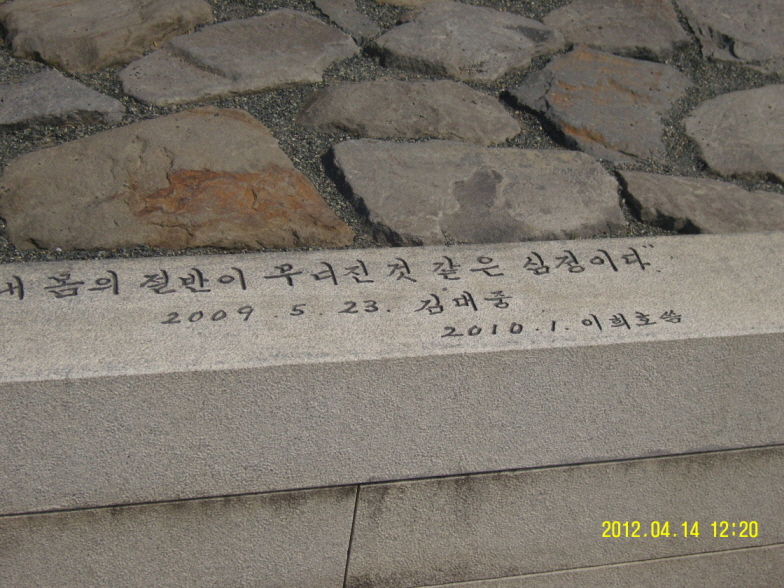 내 몸의 절반이 꾸너진 것 같은 심정이다"
2009. 5. 23. 김대중
2010. 1. 이희호 씀
2012.04.14 12:20